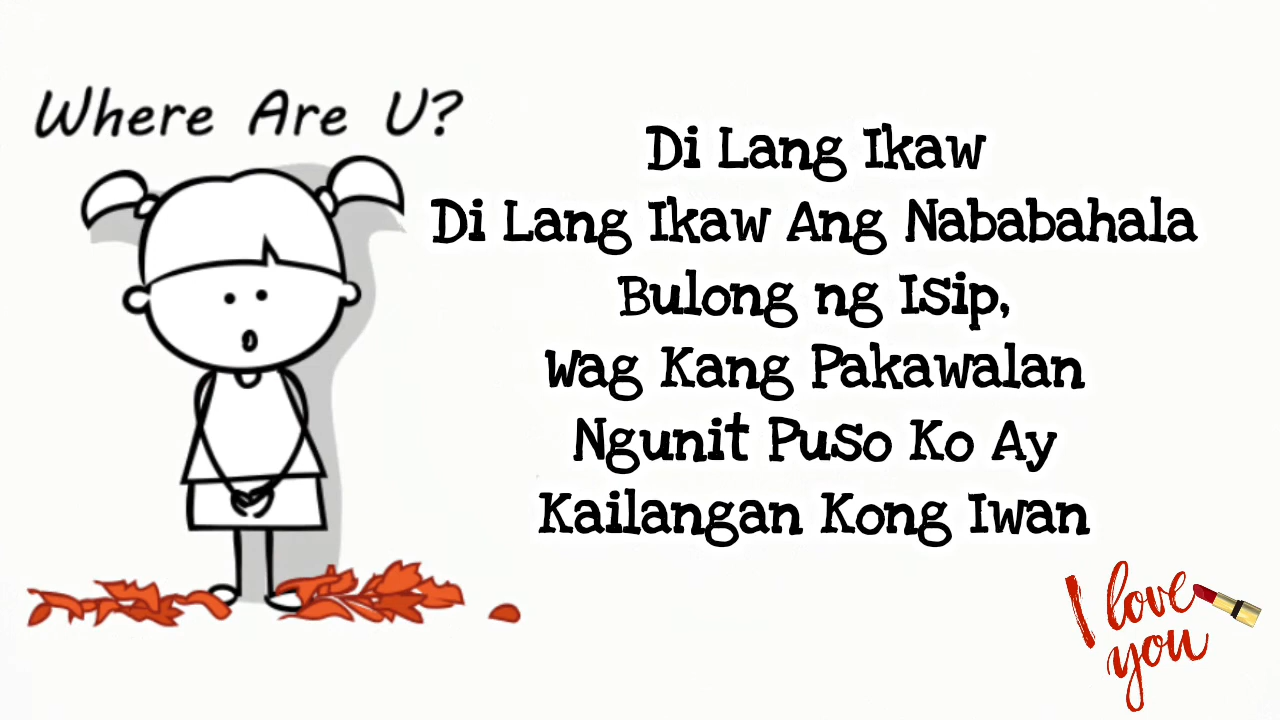 Where Are U?
Di Lang Ikaw
Di Lang Ikaw Ang Nababahala
Bulong ng Isip,
Wag Kang Pakawalan
Ngunit Puso Ko Ay
Kailangan Kong Iwan
I love
you